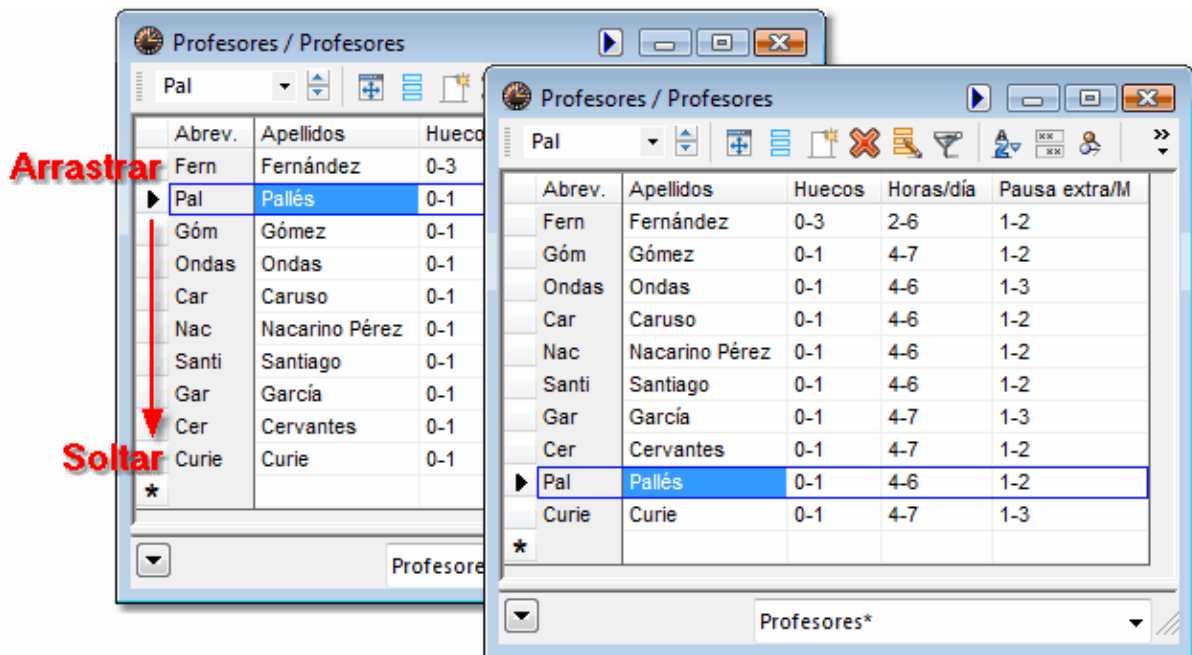 Profesores / Profesores
Pal
Abrev. Apellidos Hueco
Arrastrar
Fern Fernández 0-3
Pal Pallés 0-1
Góm Gómez 0-1
Ondas Ondas 0-1
Car Caruso 0-1
Nac Nacarino Pérez 0-1
Santi Santiago 0-1
Gar García 0-1
Cer Cervantes 0-1
Soltar
Curie Curie 0-1
*
Profesore
Profesores / Profesores
Pal
Abrev. Apellidos Huecos Horas/día Pausa extra/M
Fern Fernández 0-3 2-6 1-2
Góm Gómez 0-1 4-7 1-2
Ondas Ondas 0-1 4-6 1-3
Car Caruso 0-1 4-6 1-2
Nac Nacarino Pérez 0-1 4-6 1-2
Santi Santiago 0-1 4-6 1-2
Gar García 0-1 4-7 1-3
Cer Cervantes 0-1 4-7 1-2
Pal Pallés 0-1 4-6 1-2
Curie Curie 0-1 4-7 1-3
*
Profesores*